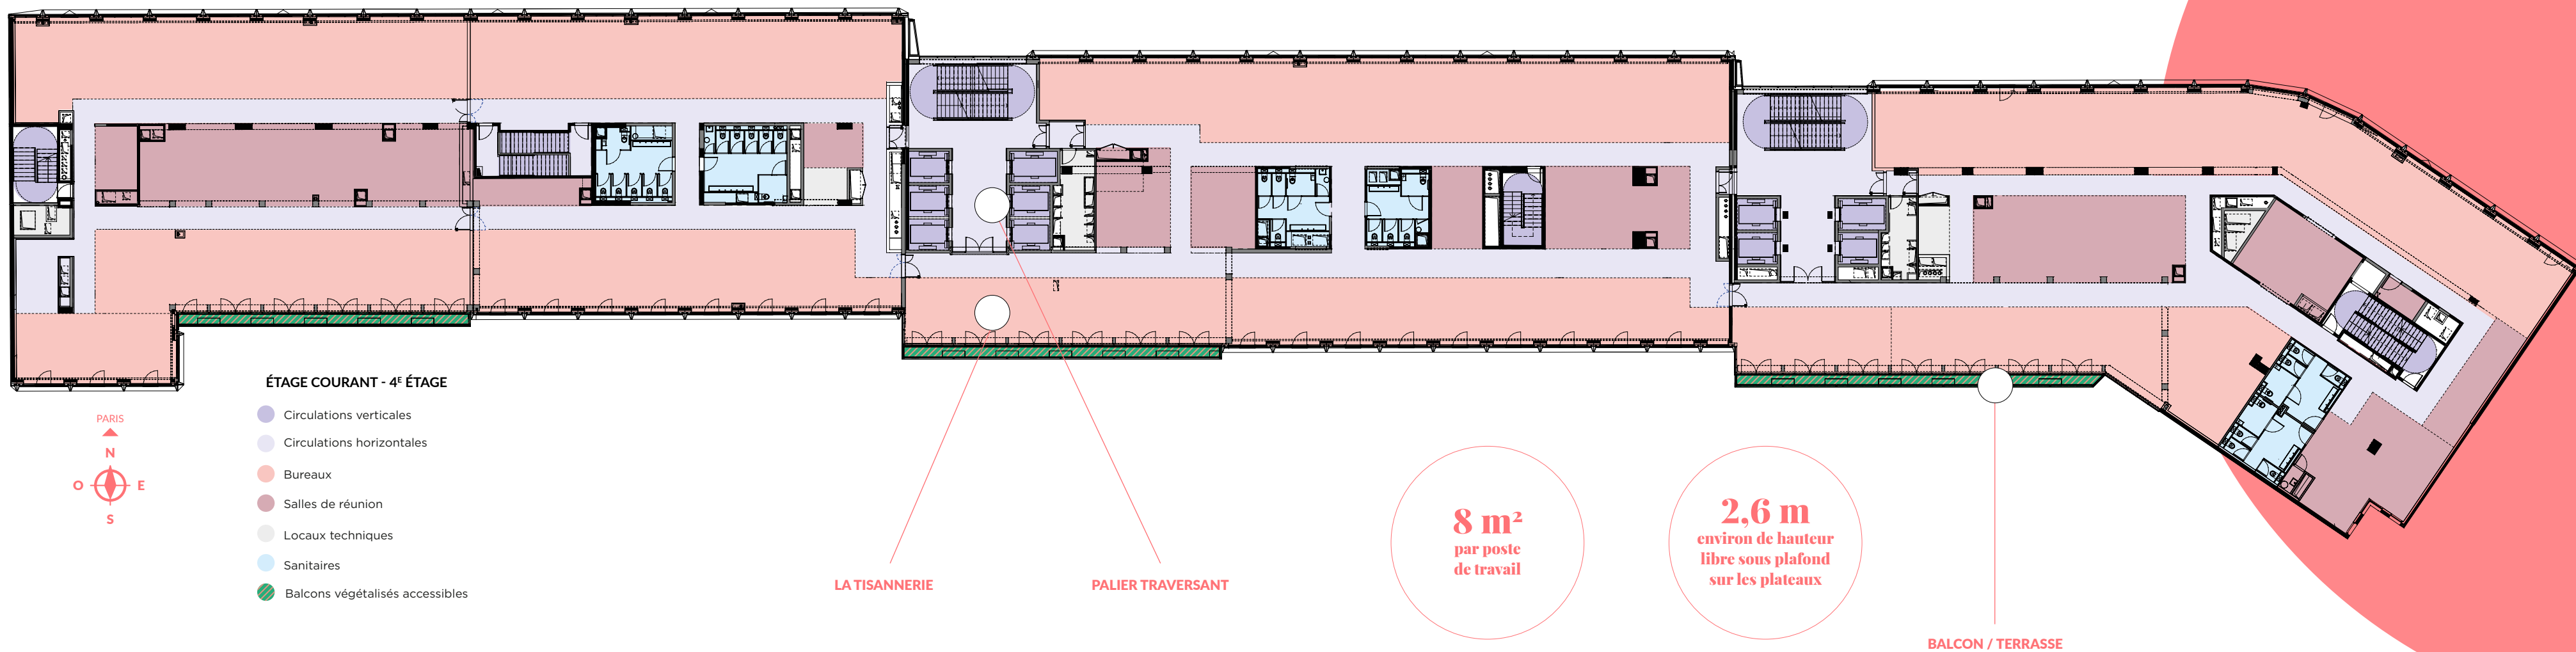 ÉTAGE COURANT - 4E ÉTAGE
Circulations verticales
Circulations horizontales
Bureaux
Salles de réunion
Locaux techniques
Sanitaires
Balcons végétalisés accessibles
PARIS
N
O E
S
LA TISANNERIE
PALIER TRAVERSANT
8 m²
par poste
de travail
2,6 m
environ de hauteur
libre sous plafond
sur les plateaux
BALCON / TERRASSE